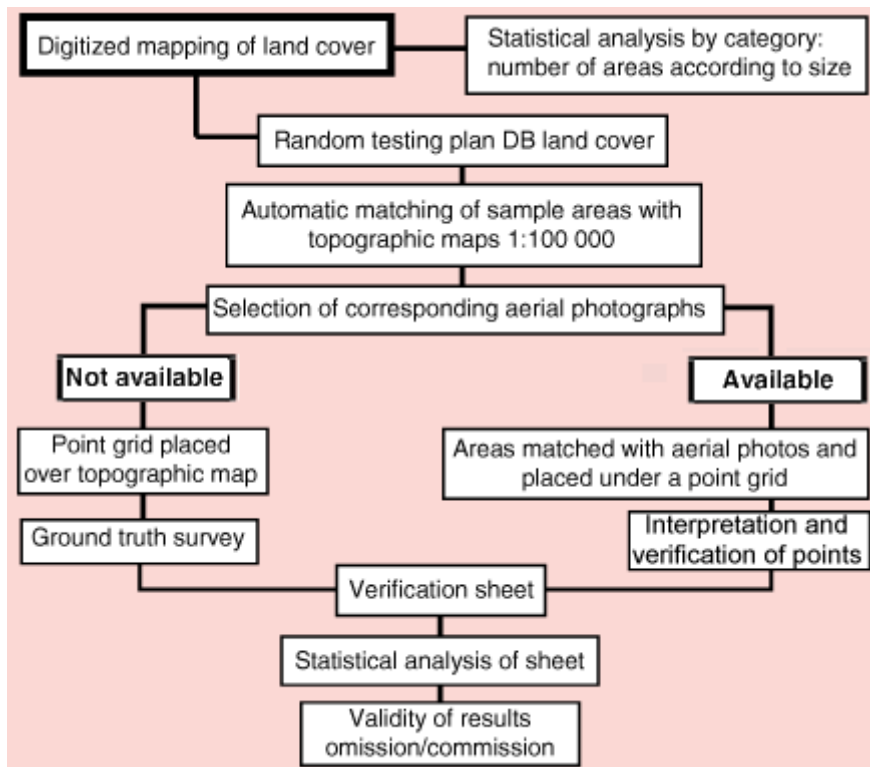 Digitized mapping of land cover
Statistical analysis by category:
number of areas according to size
Random testing plan DB land cover
Automatic matching of sample areas with
topographic maps 1:100 000
Selection of corresponding aerial photographs
Not available
Available
Point grid placed
over topographic map
Areas matched with aerial photos and
placed under a point grid
Ground truth survey
Interpretation and
verification of points
Verification sheet
Statistical analysis of sheet
Validity of results
omission/commission